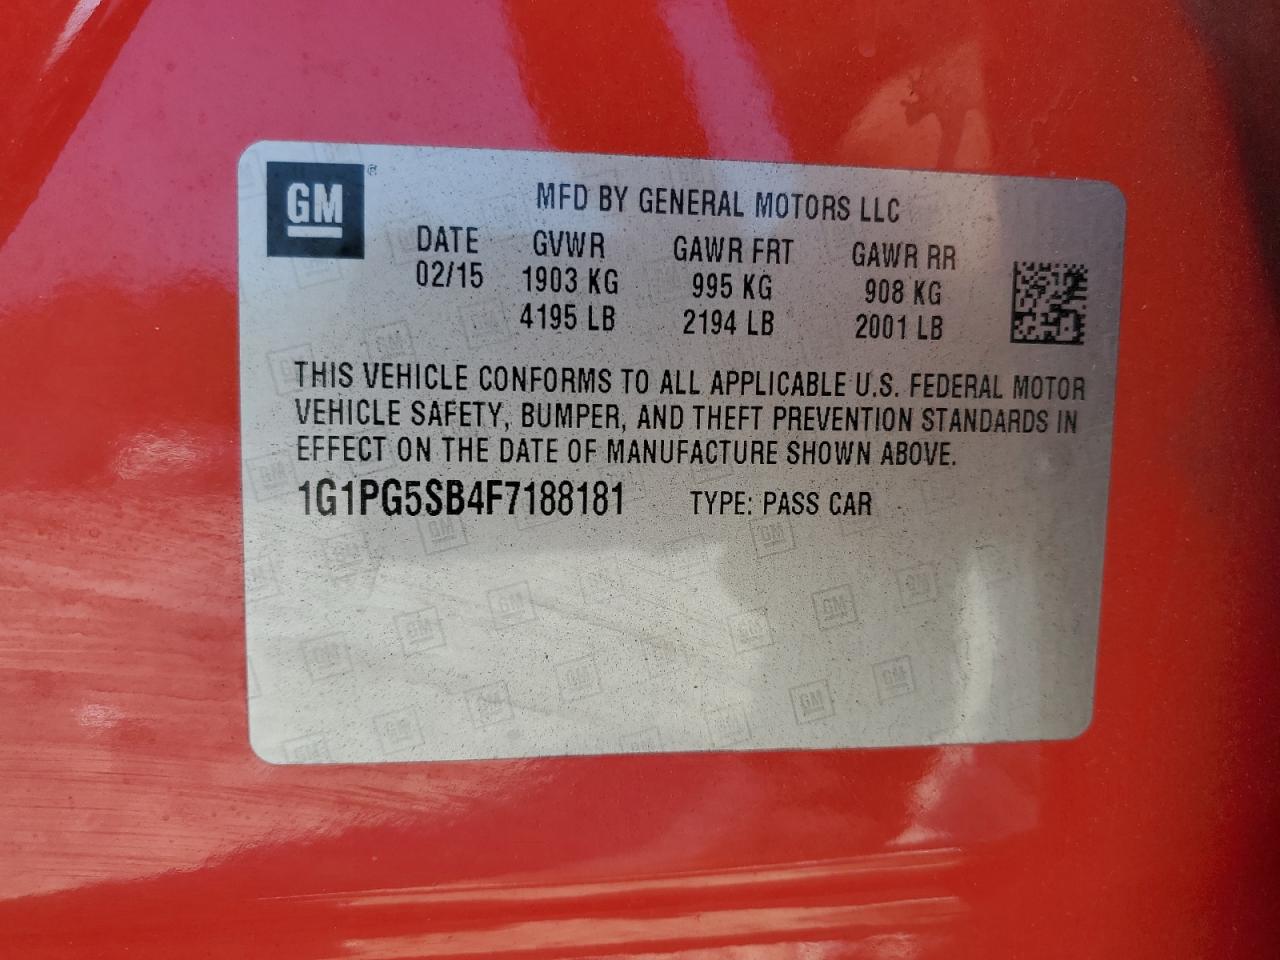 GM®
MFD BY GENERAL MOTORS LLC
DATE GVWR GAWR FRT GAWR RR
02/15 1903 KG 995 KG 908 KG
4195 LB 2194 LB 2001 LB
THIS VEHICLE CONFORMS TO ALL APPLICABLE U.S. FEDERAL MOTOR
VEHICLE SAFETY, BUMPER, AND THEFT PREVENTION STANDARDS IN
EFFECT ON THE DATE OF MANUFACTURE SHOWN ABOVE.
1G1PG5SB4F7188181 TYPE: PASS CAR